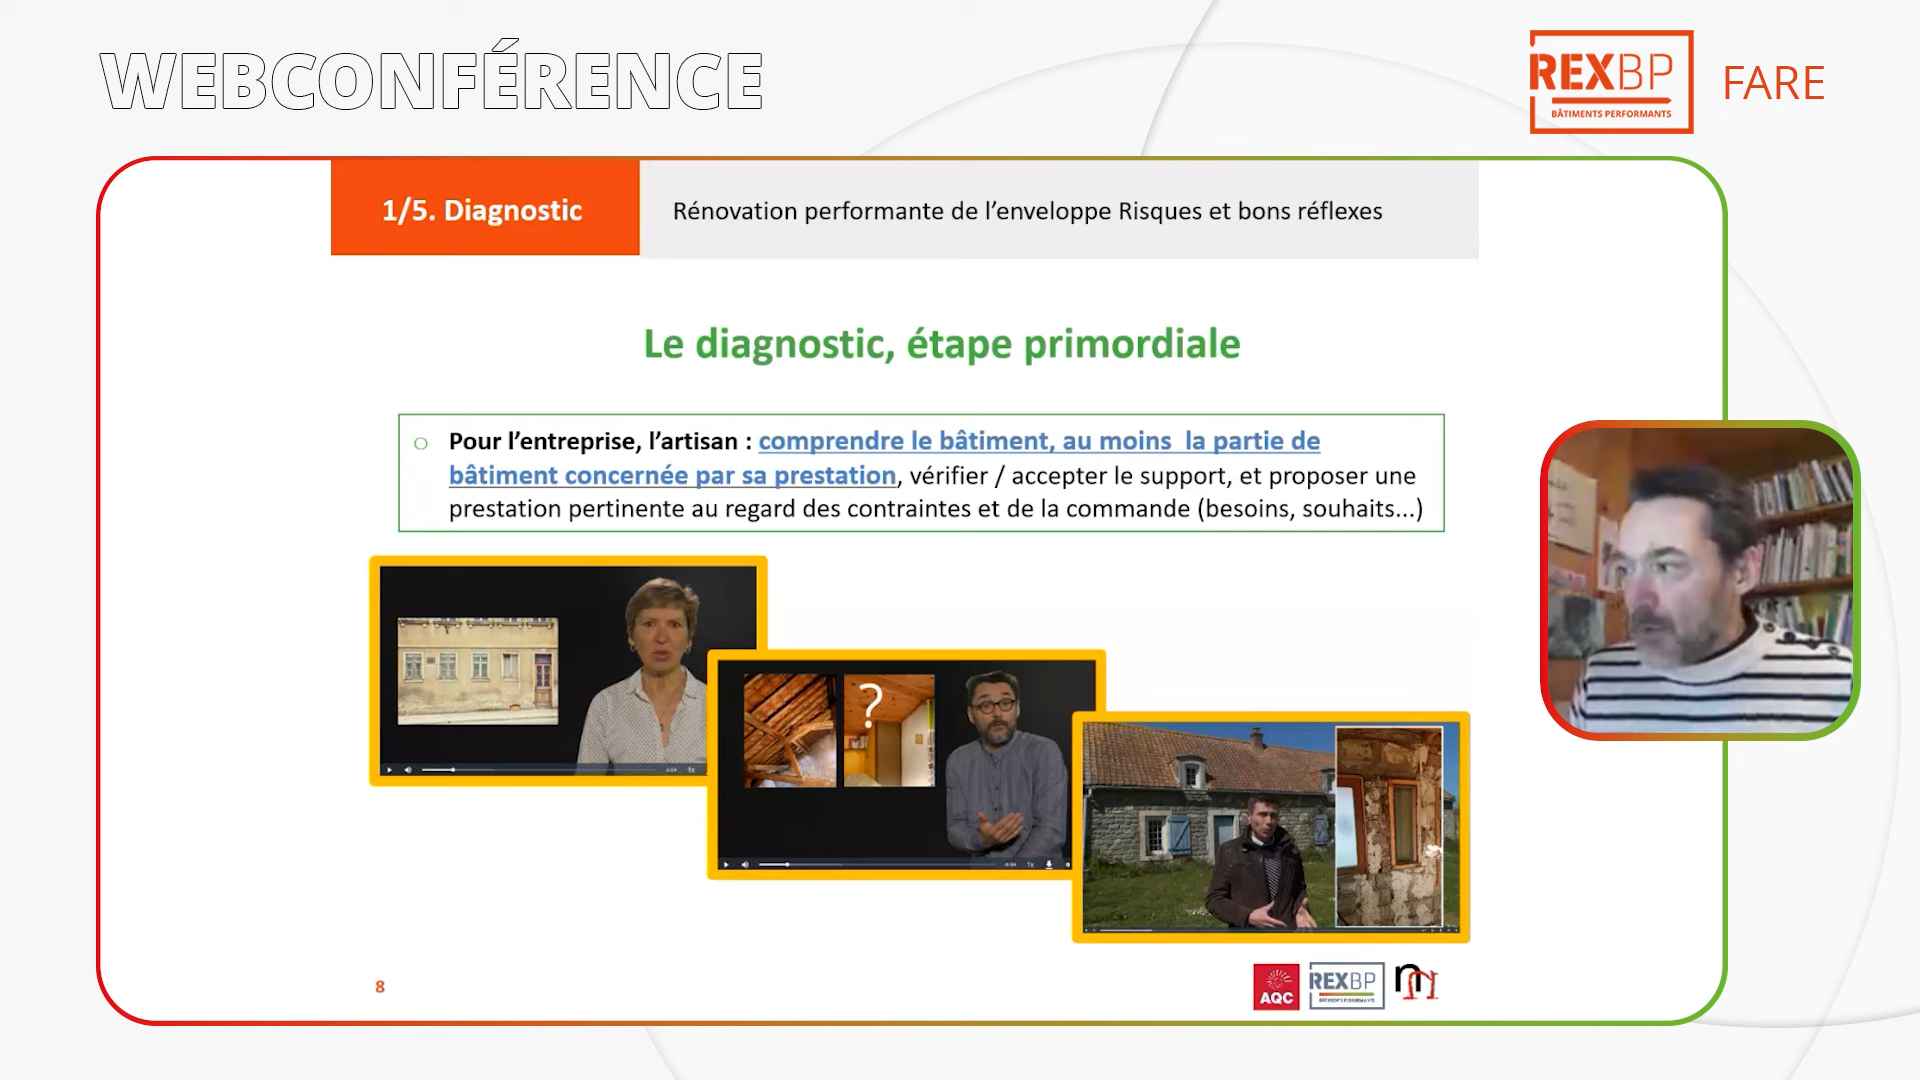 WEBCONFÉRENCE
REXBP
BÂTIMENTS PERFORMANTS
FARE
1/5. Diagnostic
Rénovation performante de l’enveloppe Risques et bons réflexes
Le diagnostic, étape primordiale
o Pour l’entreprise, l’artisan : comprendre le bâtiment, au moins la partie de
bâtiment concernée par sa prestation, vérifier / accepter le support, et proposer une
prestation pertinente au regard des contraintes et de la commande (besoins, souhaits...)
?
8
AQC
REXBP
BÂTIMENTS PERFORMANTS